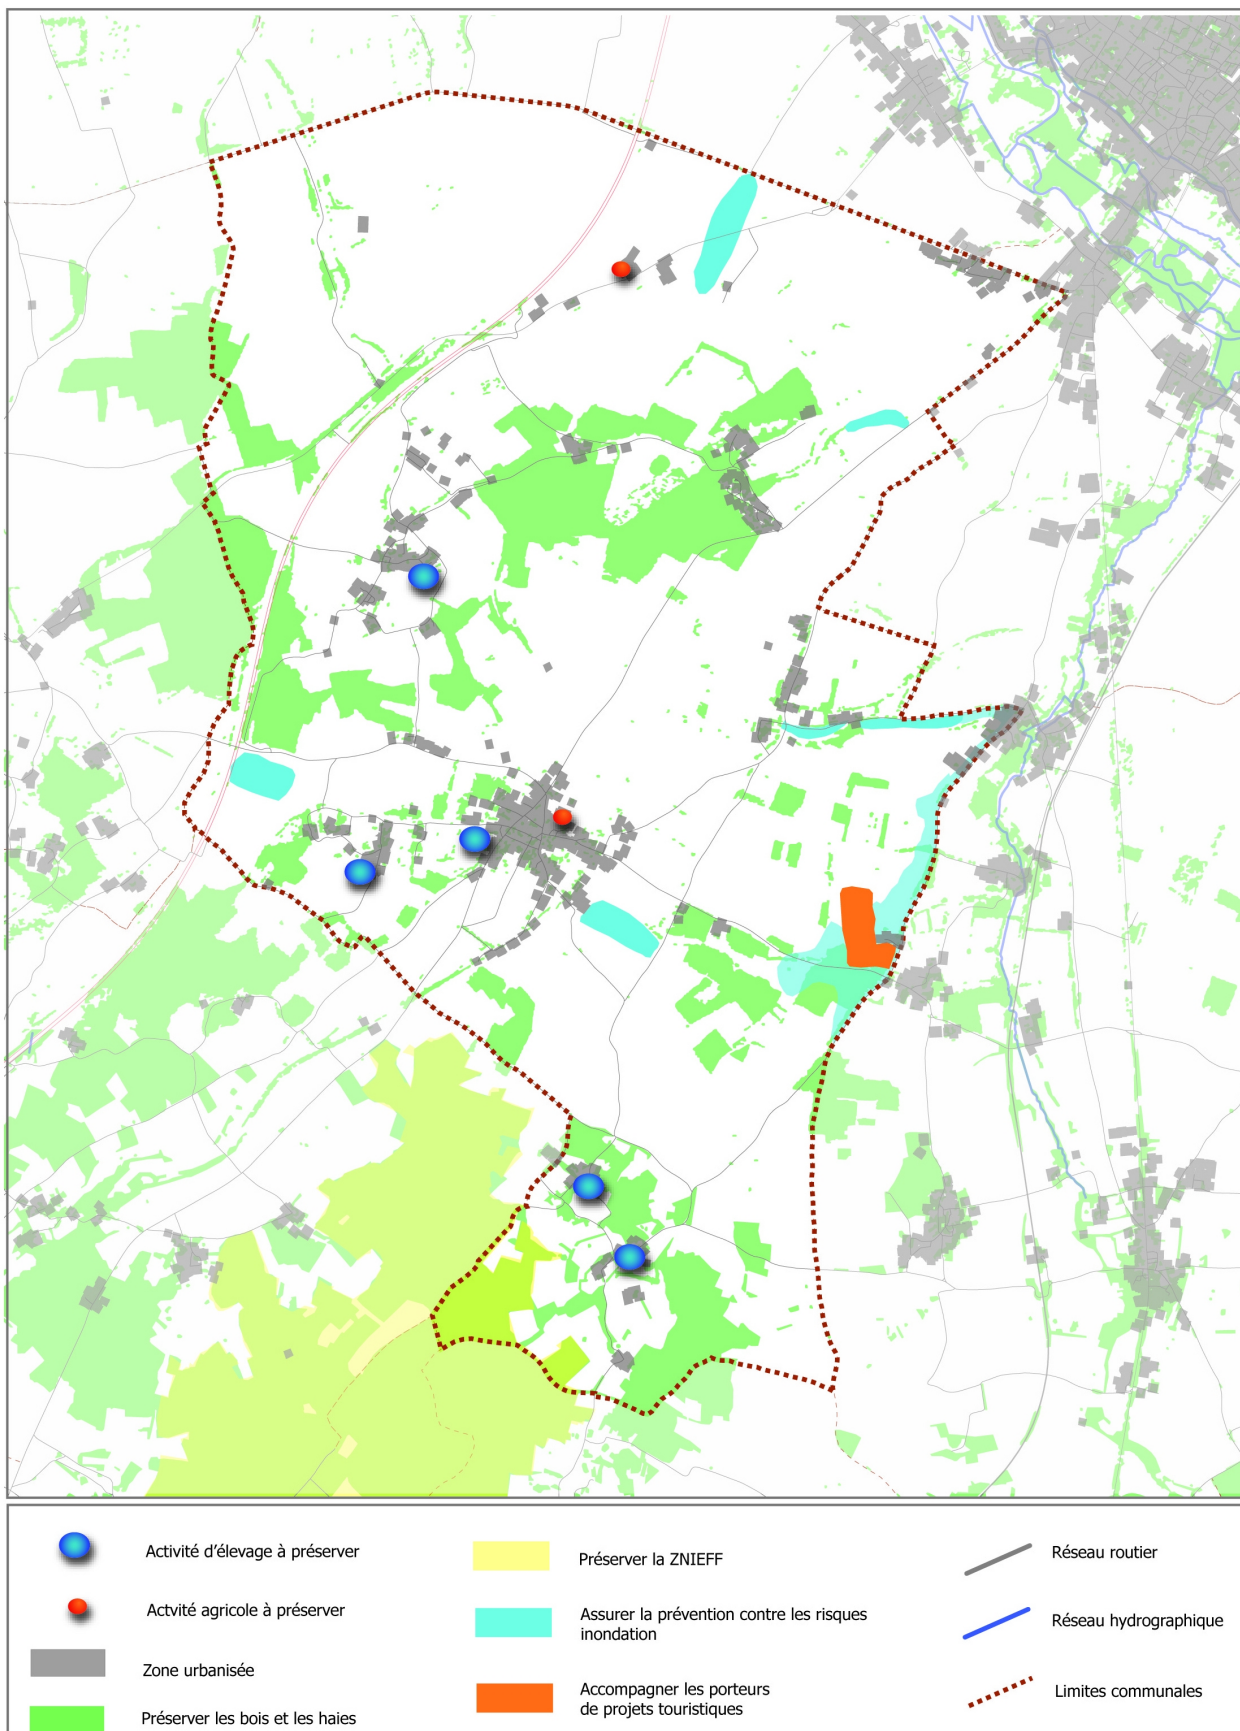 Activité d'élevage à préserver
Actvité agricole à préserver
Zone urbanisée
Préserver les bois et les haies
Préserver la ZNIEFF
Assurer la prévention contre les risques
inondation
Accompagner les porteurs
de projets touristiques
Réseau routier
Réseau hydrographique
Limites communales